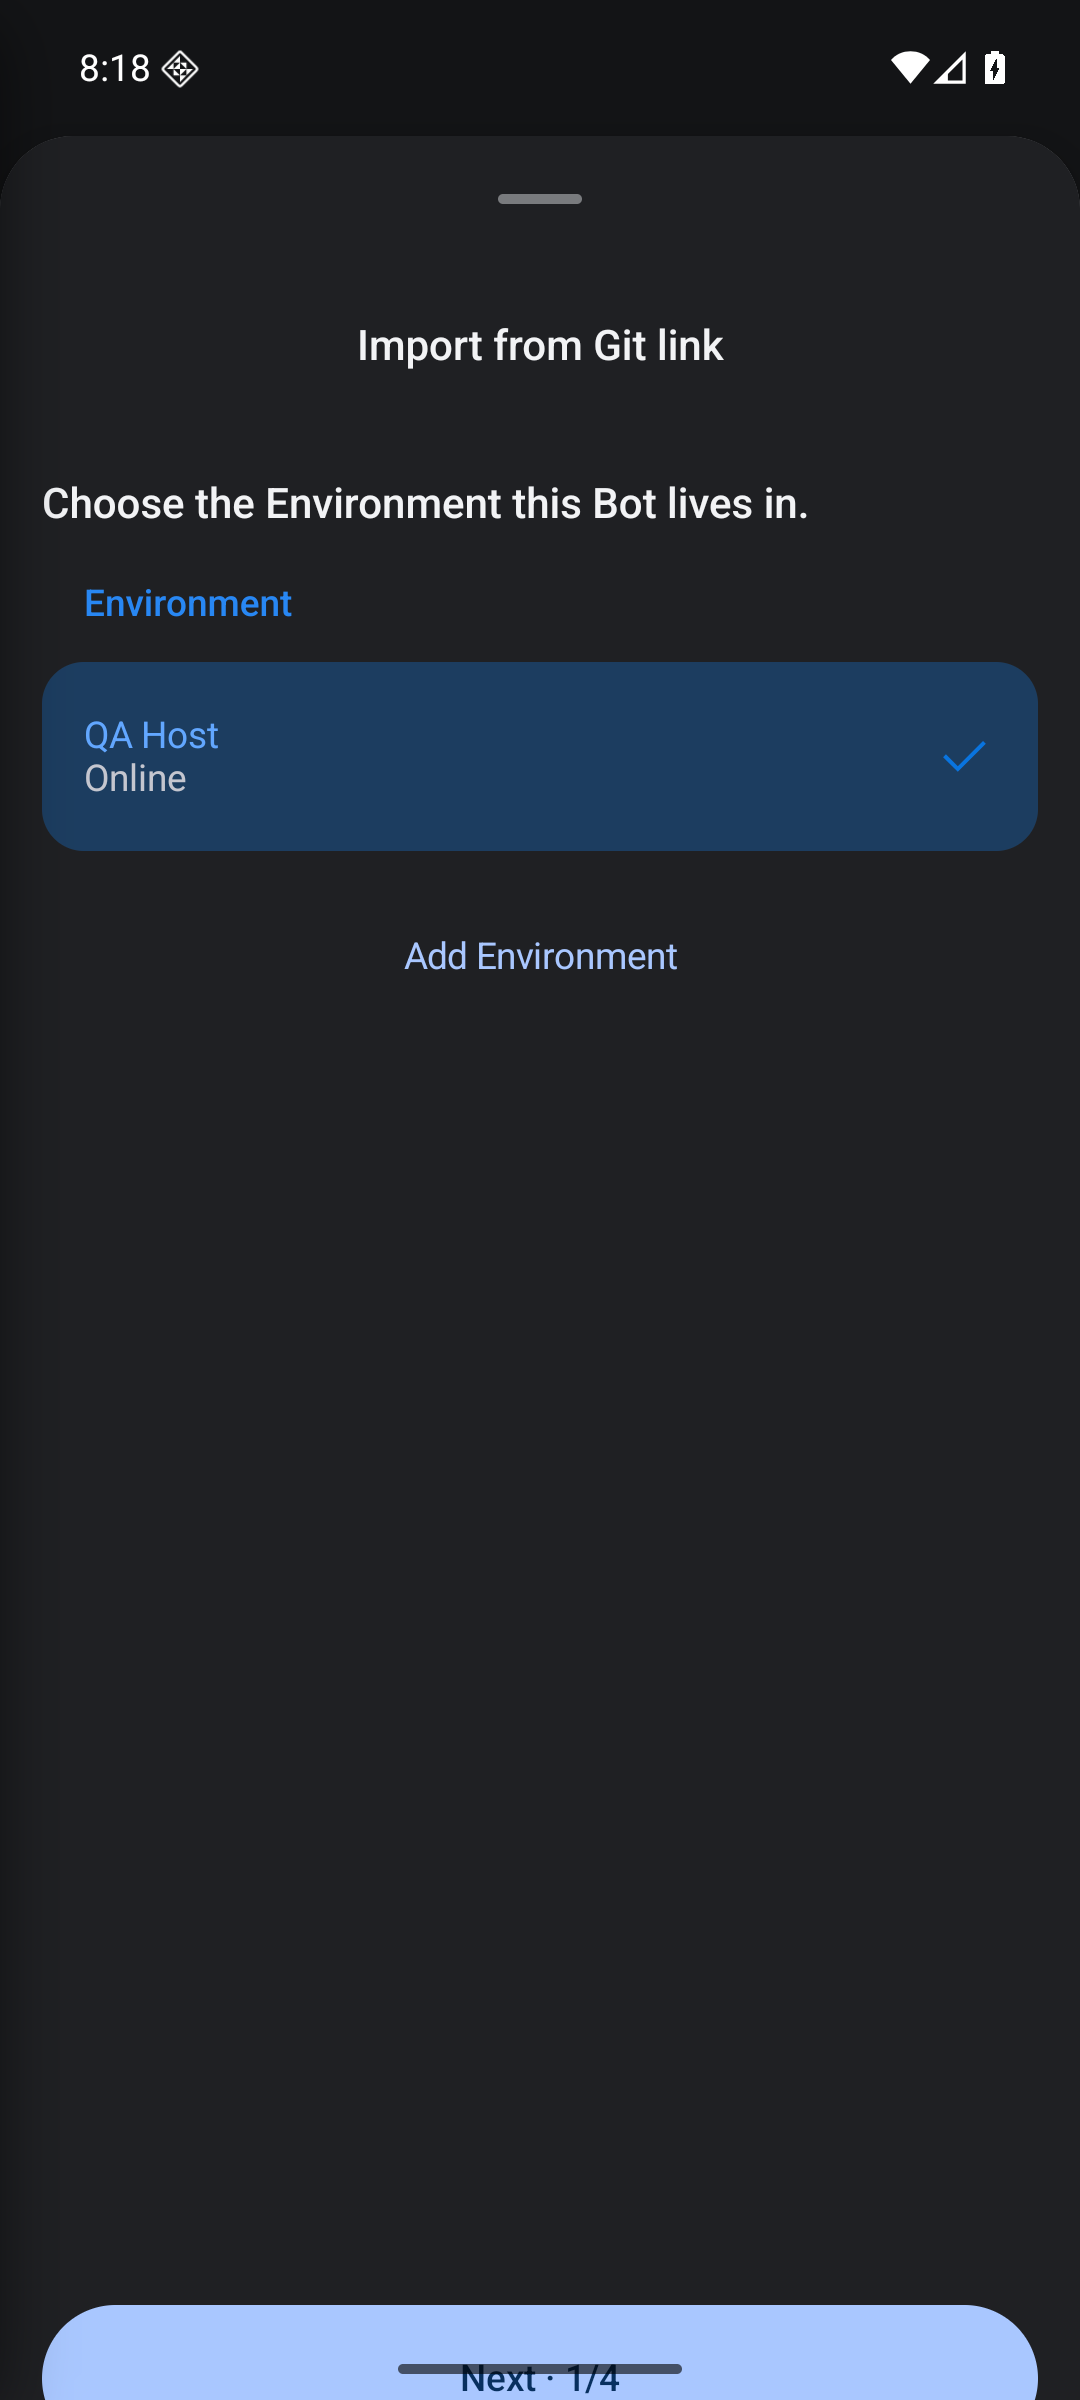 8:18
Import from Git link
Choose the Environment this Bot lives in.
Environment
QA Host
Online
Add Environment
Next · 1/4